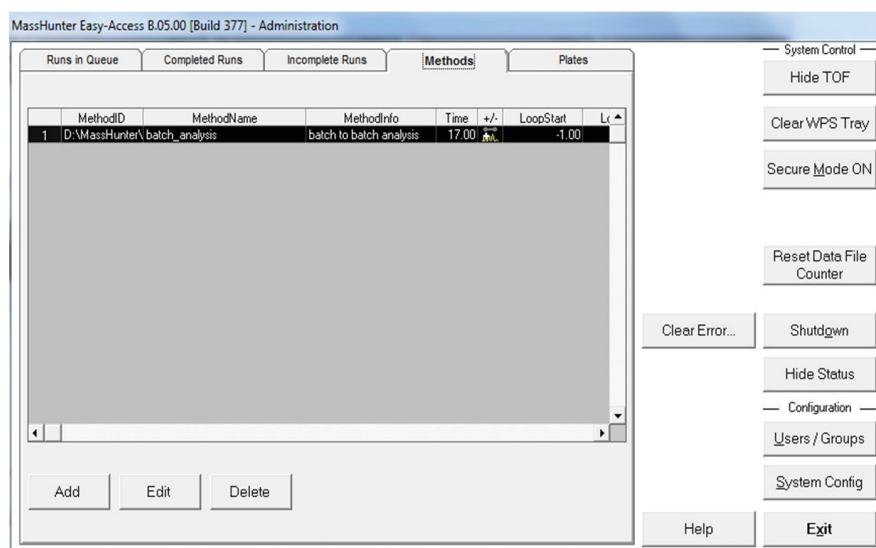 MassHunter Easy-Access B.05.00 [Build 377] - Administration
Runs in Queue Completed Runs Incomplete Runs Methods Plates
MethodID MethodName MethodInfo Time +/- LoopStart
1 D:\MassHunter\ batch_analysis batch to batch analysis 17.00 -1.00
Add Edit Delete
System Control
Hide TOF
Clear WPS Tray
Secure Mode ON
Reset Data File
Counter
Clear Error... Shutdown
Hide Status
Configuration
Users / Groups
System Config
Help Exit